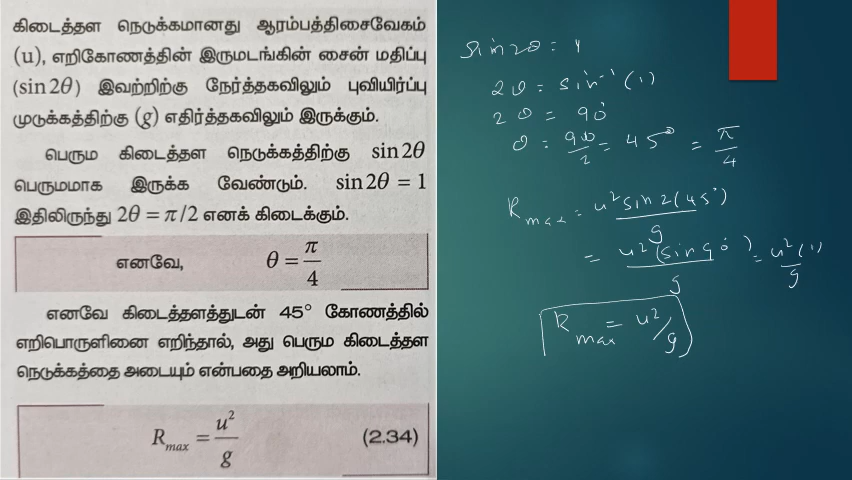 கிடைத்தள நெடுக்கமானது ஆரம்பத்திசைவேகம்
(u), எறிகோணத்தின் இருமடங்கின் சைன் மதிப்பு
(sin 2θ) இவற்றிற்கு நேர்த்தகவிலும் புவியிர்ப்பு
முடுக்கத்திற்கு (g) எதிர்த்தகவிலும் இருக்கும்.
பெரும கிடைத்தள நெடுக்கத்திற்கு sin 2θ
பெருமமாக இருக்க வேண்டும். sin 2θ = 1
இதிலிருந்து 2θ = π / 2 எனக் கிடைக்கும்.
எனவே, θ = π/4
எனவே கிடைத்தளத்துடன் 45° கோணத்தில்
எறிபொருளினை எறிந்தால், அது பெரும கிடைத்தள
நெடுக்கத்தை அடையும் என்பதை அறியலாம்.
R_max = u²/g (2.34)
sin 2θ = 1
2θ = sin⁻¹ (1)
2θ = 90°
θ = 90/2 = 45° = π/4
R_max = u² sin 2(45°)/g
= u² (sin 90°)/g = u² (1)/g
R_max = u²/g